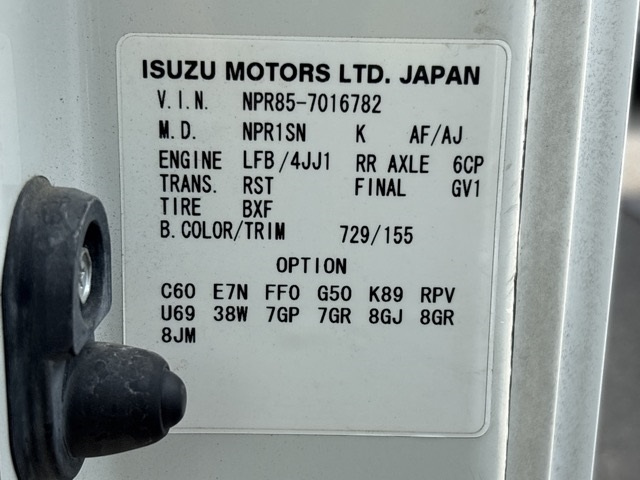 ISUZU MOTORS LTD. JAPAN
V.I.N. NPR85-7016782
M.D. NPR1SN K AF/AJ
ENGINE LFB/4JJ1 RR AXLE 6CP
TRANS. RST FINAL GV1
TIRE BXF
B.COLOR/TRIM 729/155
OPTION
C60 E7N FF0 G50 K89 RPV
U69 38W 7GP 7GR 8GJ 8GR
8JM